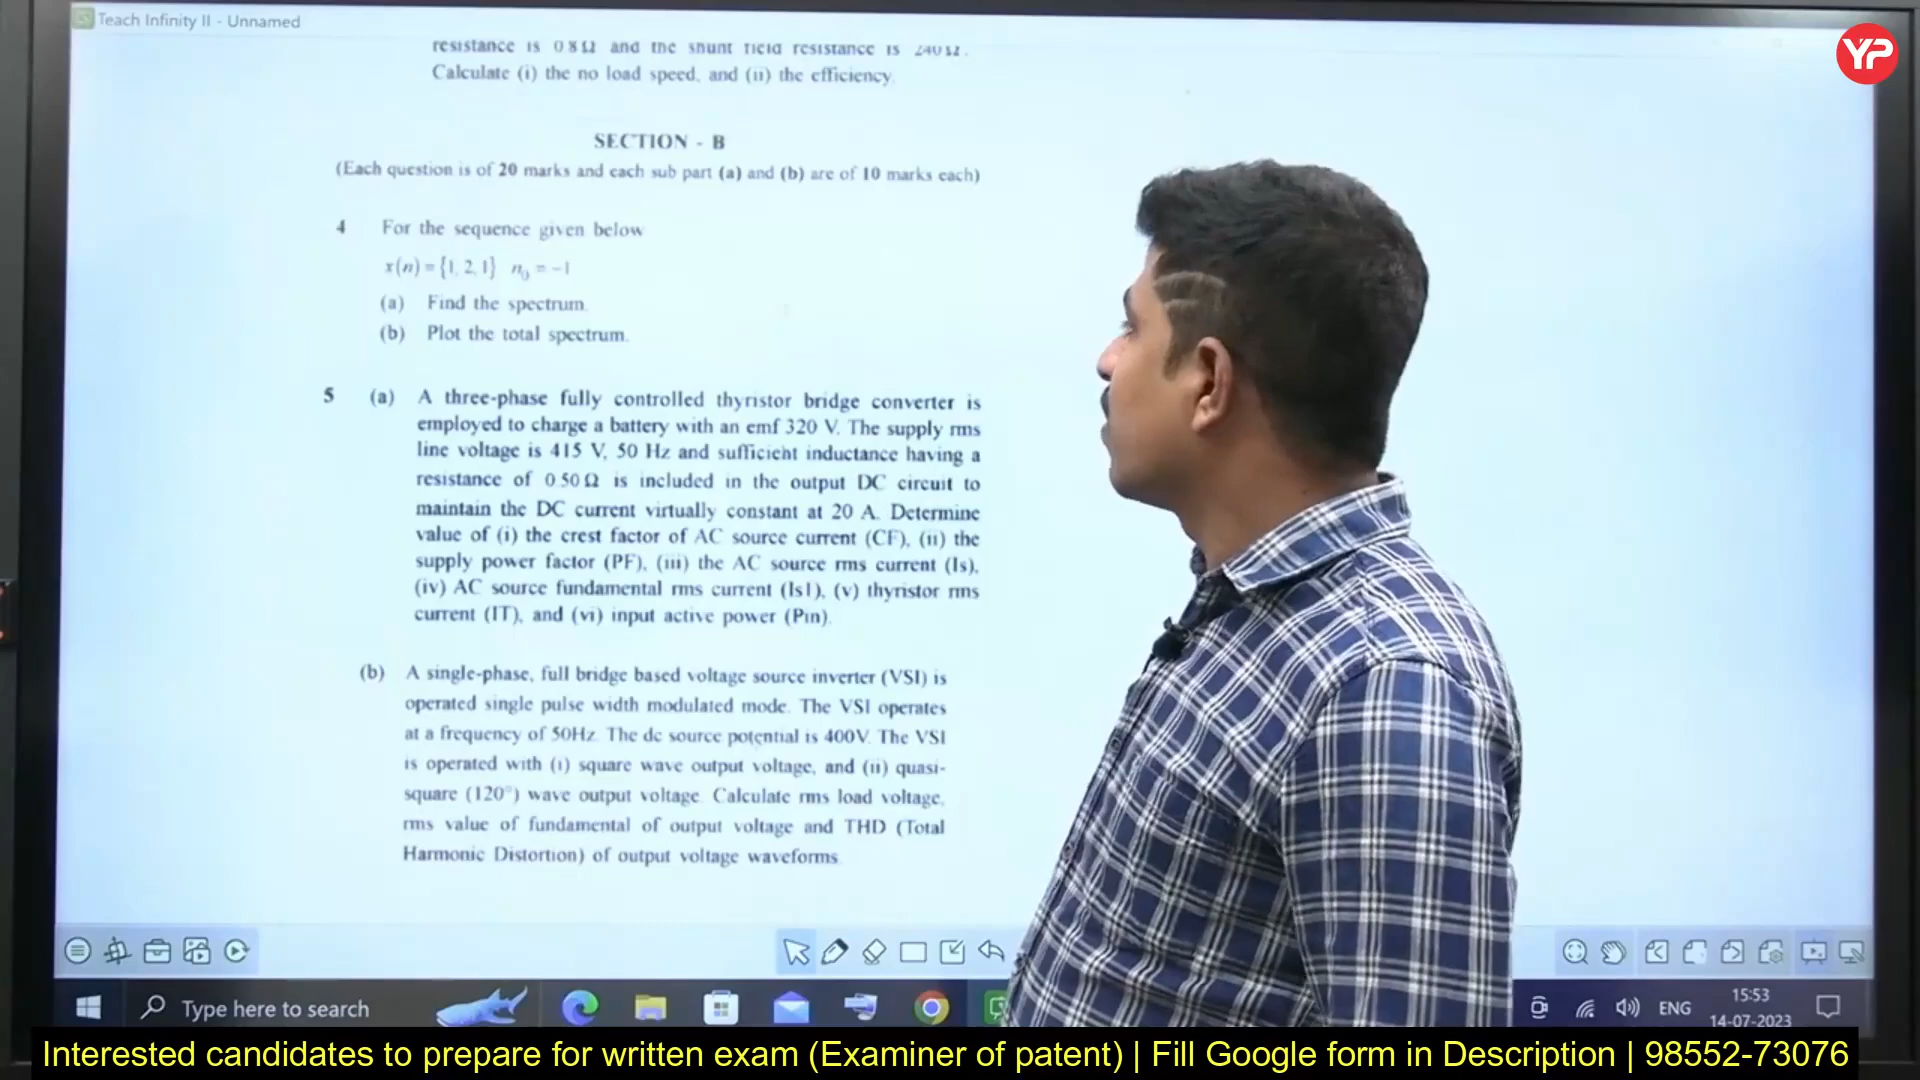 Teach Infinity II - Unnamed
YP
resistance is 0.8 Ω and the shunt field resistance is 240 Ω.
Calculate (i) the no load speed, and (ii) the efficiency.
SECTION - B
(Each question is of 20 marks and each sub part (a) and (b) are of 10 marks each)
4 For the sequence given below
x(n) = {1, 2, 1} n₀ = -1
(a) Find the spectrum.
(b) Plot the total spectrum.
5 (a) A three-phase fully controlled thyristor bridge converter is
employed to charge a battery with an emf 320 V. The supply rms
line voltage is 415 V, 50 Hz and sufficient inductance having a
resistance of 0.50 Ω is included in the output DC circuit to
maintain the DC current virtually constant at 20 A. Determine
value of (i) the crest factor of AC source current (CF), (ii) the
supply power factor (PF), (iii) the AC source rms current (Is),
(iv) AC source fundamental rms current (Is1), (v) thyristor rms
current (IT), and (vi) input active power (Pin).
(b) A single-phase, full bridge based voltage source inverter (VSI) is
operated single pulse width modulated mode. The VSI operates
at a frequency of 50Hz. The dc source potential is 400V. The VSI
is operated with (i) square wave output voltage, and (ii) quasi-
square (120°) wave output voltage. Calculate rms load voltage,
rms value of fundamental of output voltage and THD (Total
Harmonic Distortion) of output voltage waveforms.
Type here to search
ENG
15:53
14-07-2023
Interested candidates to prepare for written exam (Examiner of patent) | Fill Google form in Description | 98552-73076